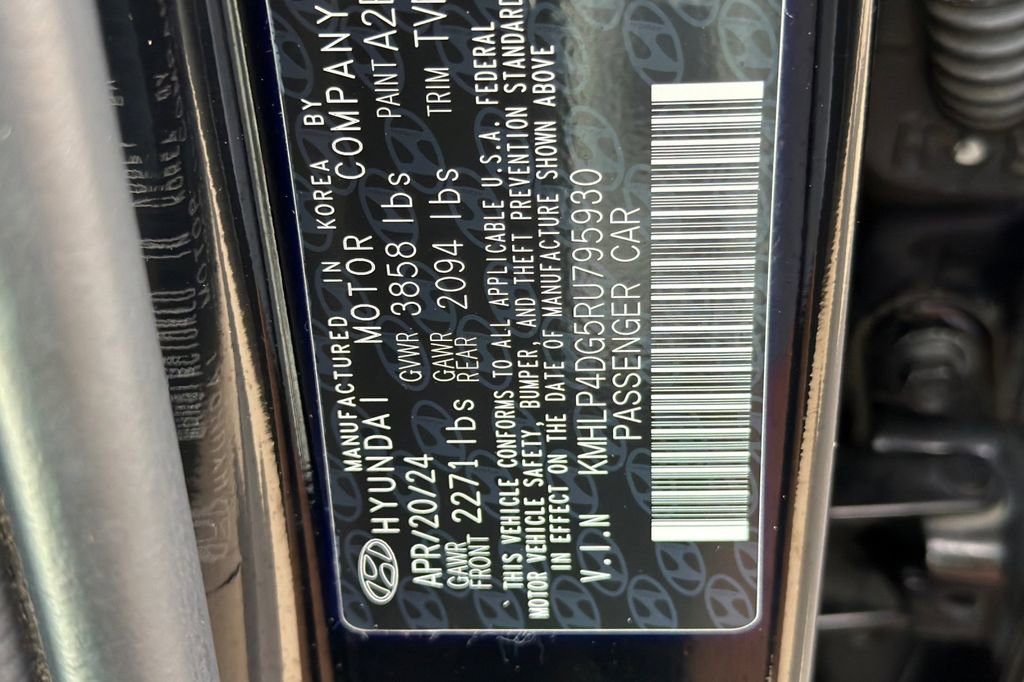 MANUFACTURED IN KOREA BY
HYUNDAI MOTOR COMPANY
APR/20/24 GVWR 3858 lbs PAINT
GAWR FRONT 2271 lbs GAWR REAR 2094 lbs TRIM
THIS VEHICLE CONFORMS TO ALL APPLICABLE U.S.A. FEDERAL
MOTOR VEHICLE SAFETY, BUMPER, AND THEFT PREVENTION STANDARD
IN EFFECT ON THE DATE OF MANUFACTURE SHOWN ABOVE
V.I.N KMHLP4DG5RU795930
PASSENGER CAR